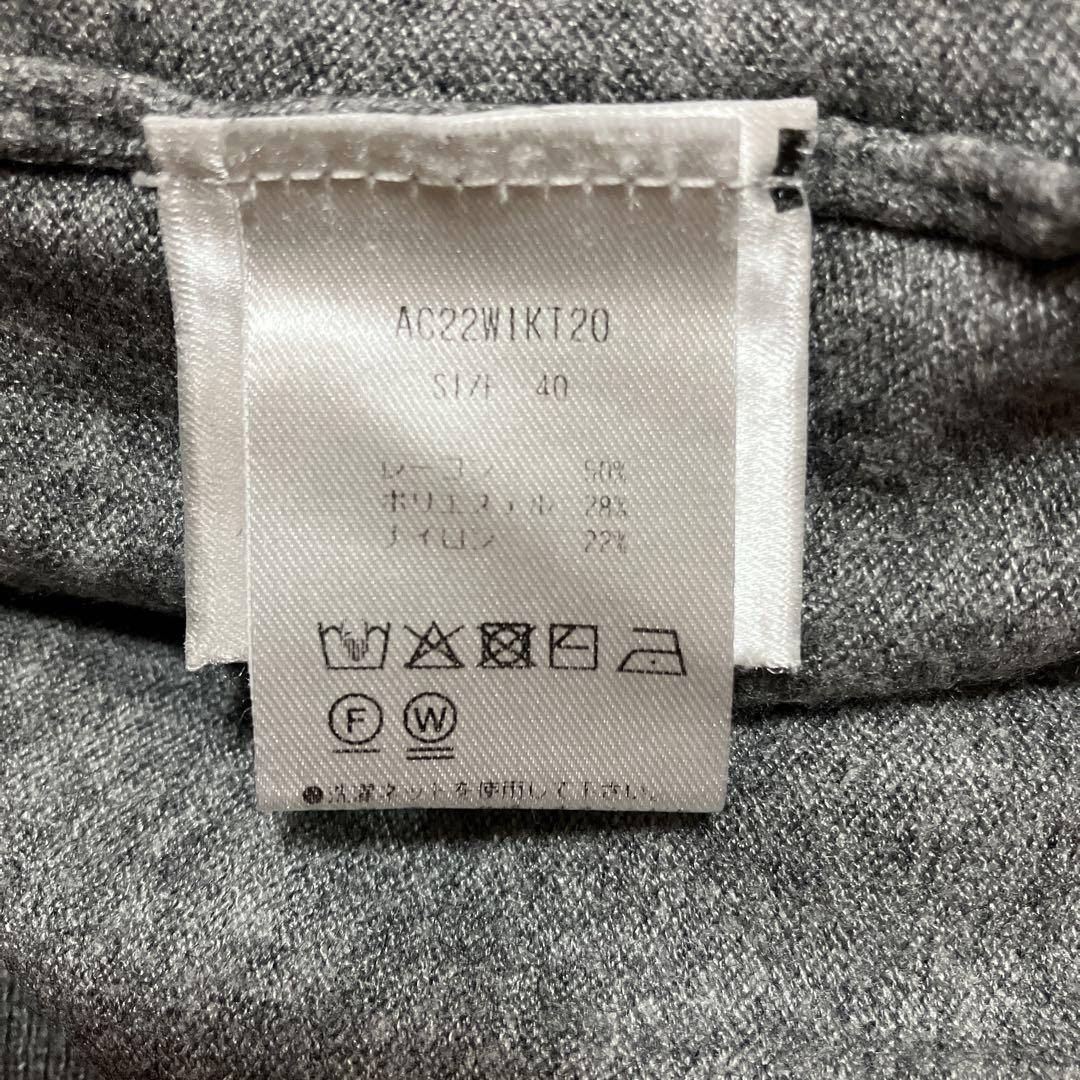 AC22WIKT20
SIZE 40
レーヨン 50%
ポリエステル 28%
ナイロン 22%
F W
●洗濯ネットを使用して下さい。